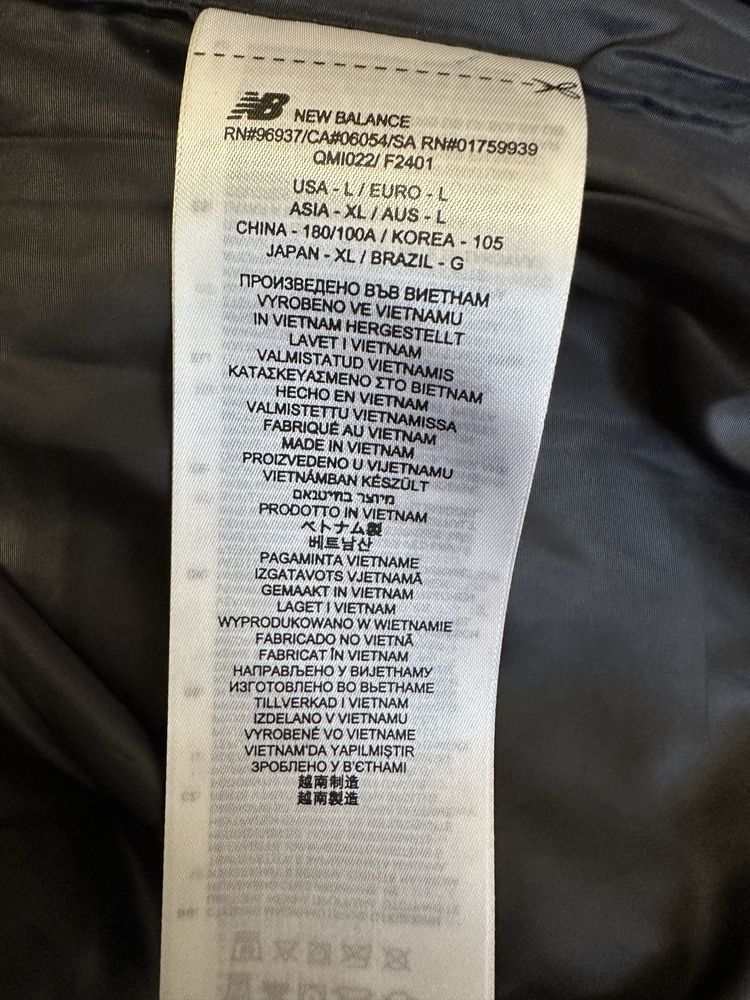 NB NEW BALANCE
RN#96937/CA#06054/SA RN#01759939
QMI022/ F2401
USA - L / EURO - L
ASIA - XL / AUS - L
CHINA - 180/100A / KOREA - 105
JAPAN - XL / BRAZIL - G
ПРОИЗВЕДЕНО ВЪВ ВИЕТНАМ
VYROBENO VE VIETNAMU
IN VIETNAM HERGESTELLT
LAVET I VIETNAM
VALMISTATUD VIETNAMIS
ΚΑΤΑΣΚΕΥΑΣΜΕΝΟ ΣΤΟ ΒΙΕΤΝΑΜ
HECHO EN VIETNAM
VALMISTETTU VIETNAMISSA
FABRIQUÉ AU VIETNAM
MADE IN VIETNAM
PROIZVEDENO U VIJETNAMU
VIETNÁMBAN KÉSZÜLT
מיוצר בוויטנאם
PRODOTTO IN VIETNAM
ベトナム製
베트남산
PAGAMINTA VIETNAME
IZGATAVOTS VJETNAMĀ
GEMAAKT IN VIETNAM
LAGET I VIETNAM
WYPRODUKOWANO W WIETNAMIE
FABRICADO NO VIETNÃ
FABRICAT ÎN VIETNAM
НАПРАВЉЕНО У ВИЈЕТНАМУ
ИЗГОТОВЛЕНО ВО ВЬЕТНАМЕ
TILLVERKAD I VIETNAM
IZDELANO V VIETNAMU
VYROBENÉ VO VIETNAME
VIETNAM'DA YAPILMIŞTIR
ЗРОБЛЕНО У В'ЄТНАМІ
越南制造
越南製造